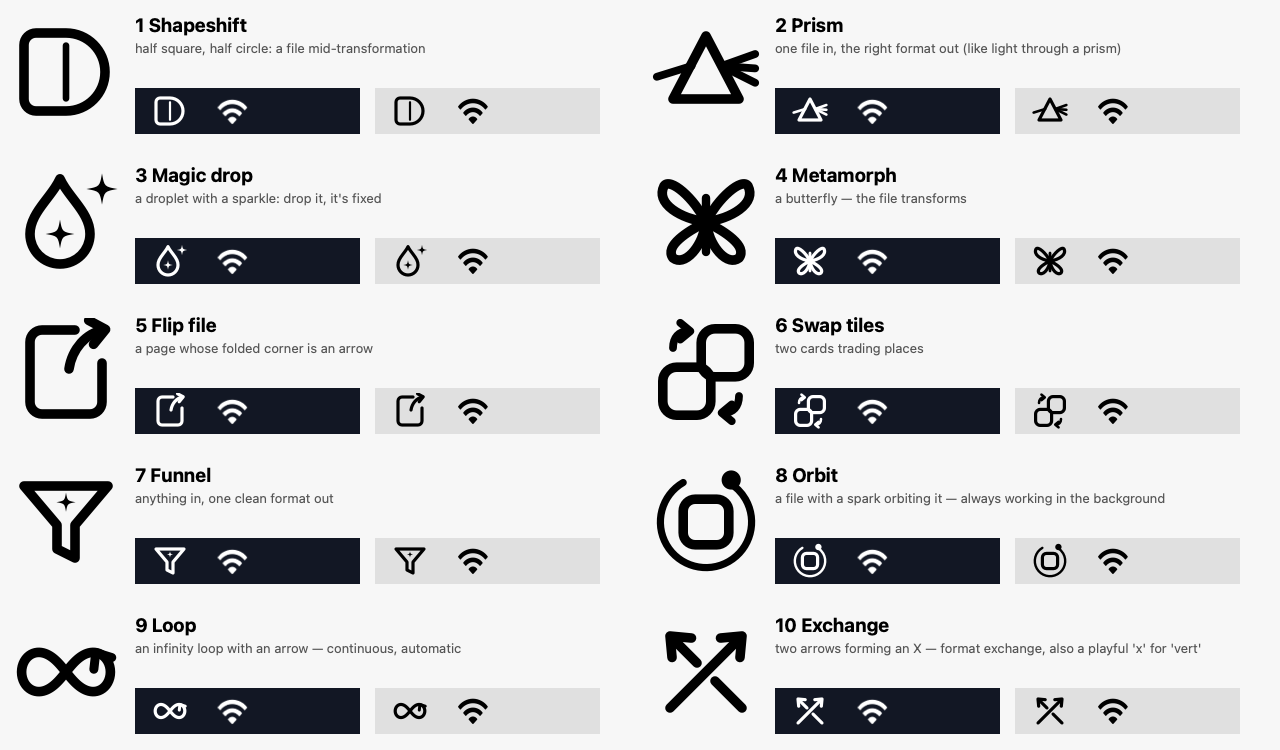 1 Shapeshift
half square, half circle: a file mid-transformation
2 Prism
one file in, the right format out (like light through a prism)
3 Magic drop
a droplet with a sparkle: drop it, it's fixed
4 Metamorph
a butterfly — the file transforms
5 Flip file
a page whose folded corner is an arrow
6 Swap tiles
two cards trading places
7 Funnel
anything in, one clean format out
8 Orbit
a file with a spark orbiting it — always working in the background
9 Loop
an infinity loop with an arrow — continuous, automatic
10 Exchange
two arrows forming an X — format exchange, also a playful 'x' for 'vert'